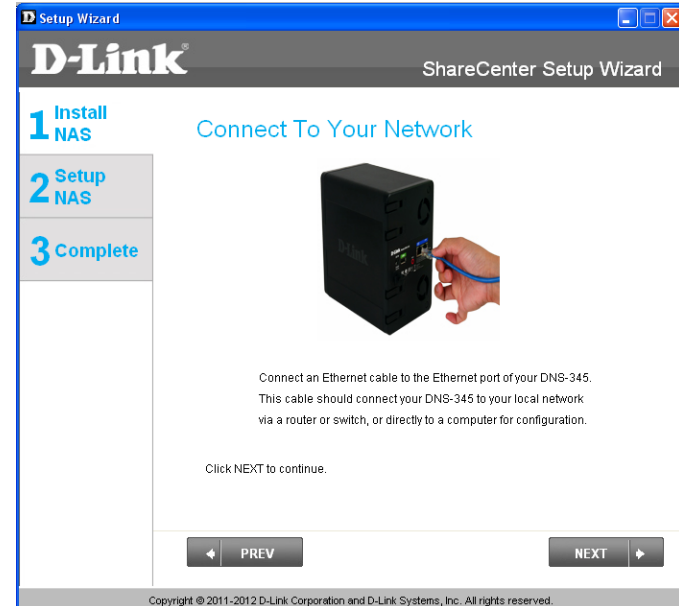 D Setup Wizard
D-Link®
ShareCenter Setup Wizard
1 Install NAS
2 Setup NAS
3 Complete
Connect To Your Network
D-Link
Connect an Ethernet cable to the Ethernet port of your DNS-345.
This cable should connect your DNS-345 to your local network
via a router or switch, or directly to a computer for configuration.
Click NEXT to continue.
PREV
NEXT
Copyright © 2011-2012 D-Link Corporation and D-Link Systems, Inc. All rights reserved.